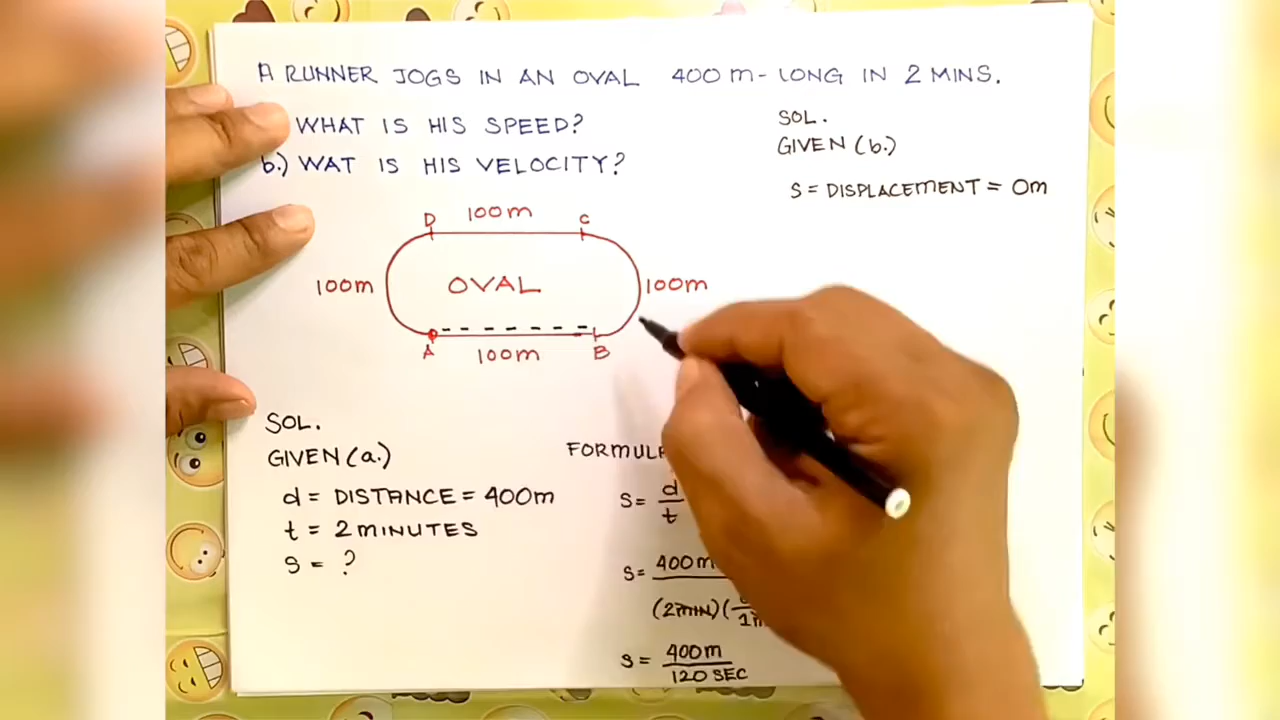 A RUNNER JOGS IN AN OVAL 400 m-LONG IN 2 MINS.
WHAT IS HIS SPEED?
b.) WAT IS HIS VELOCITY?
SOL.
GIVEN (b.)
S = DISPLACEMENT = 0m
D 100m C
100m OVAL 100m
A 100m B
SOL.
GIVEN (a.)
d = DISTANCE = 400m
t = 2 MINUTES
s = ?
S = d/t
S = 400m
(2MIN)(
S = 400m/120 SEC